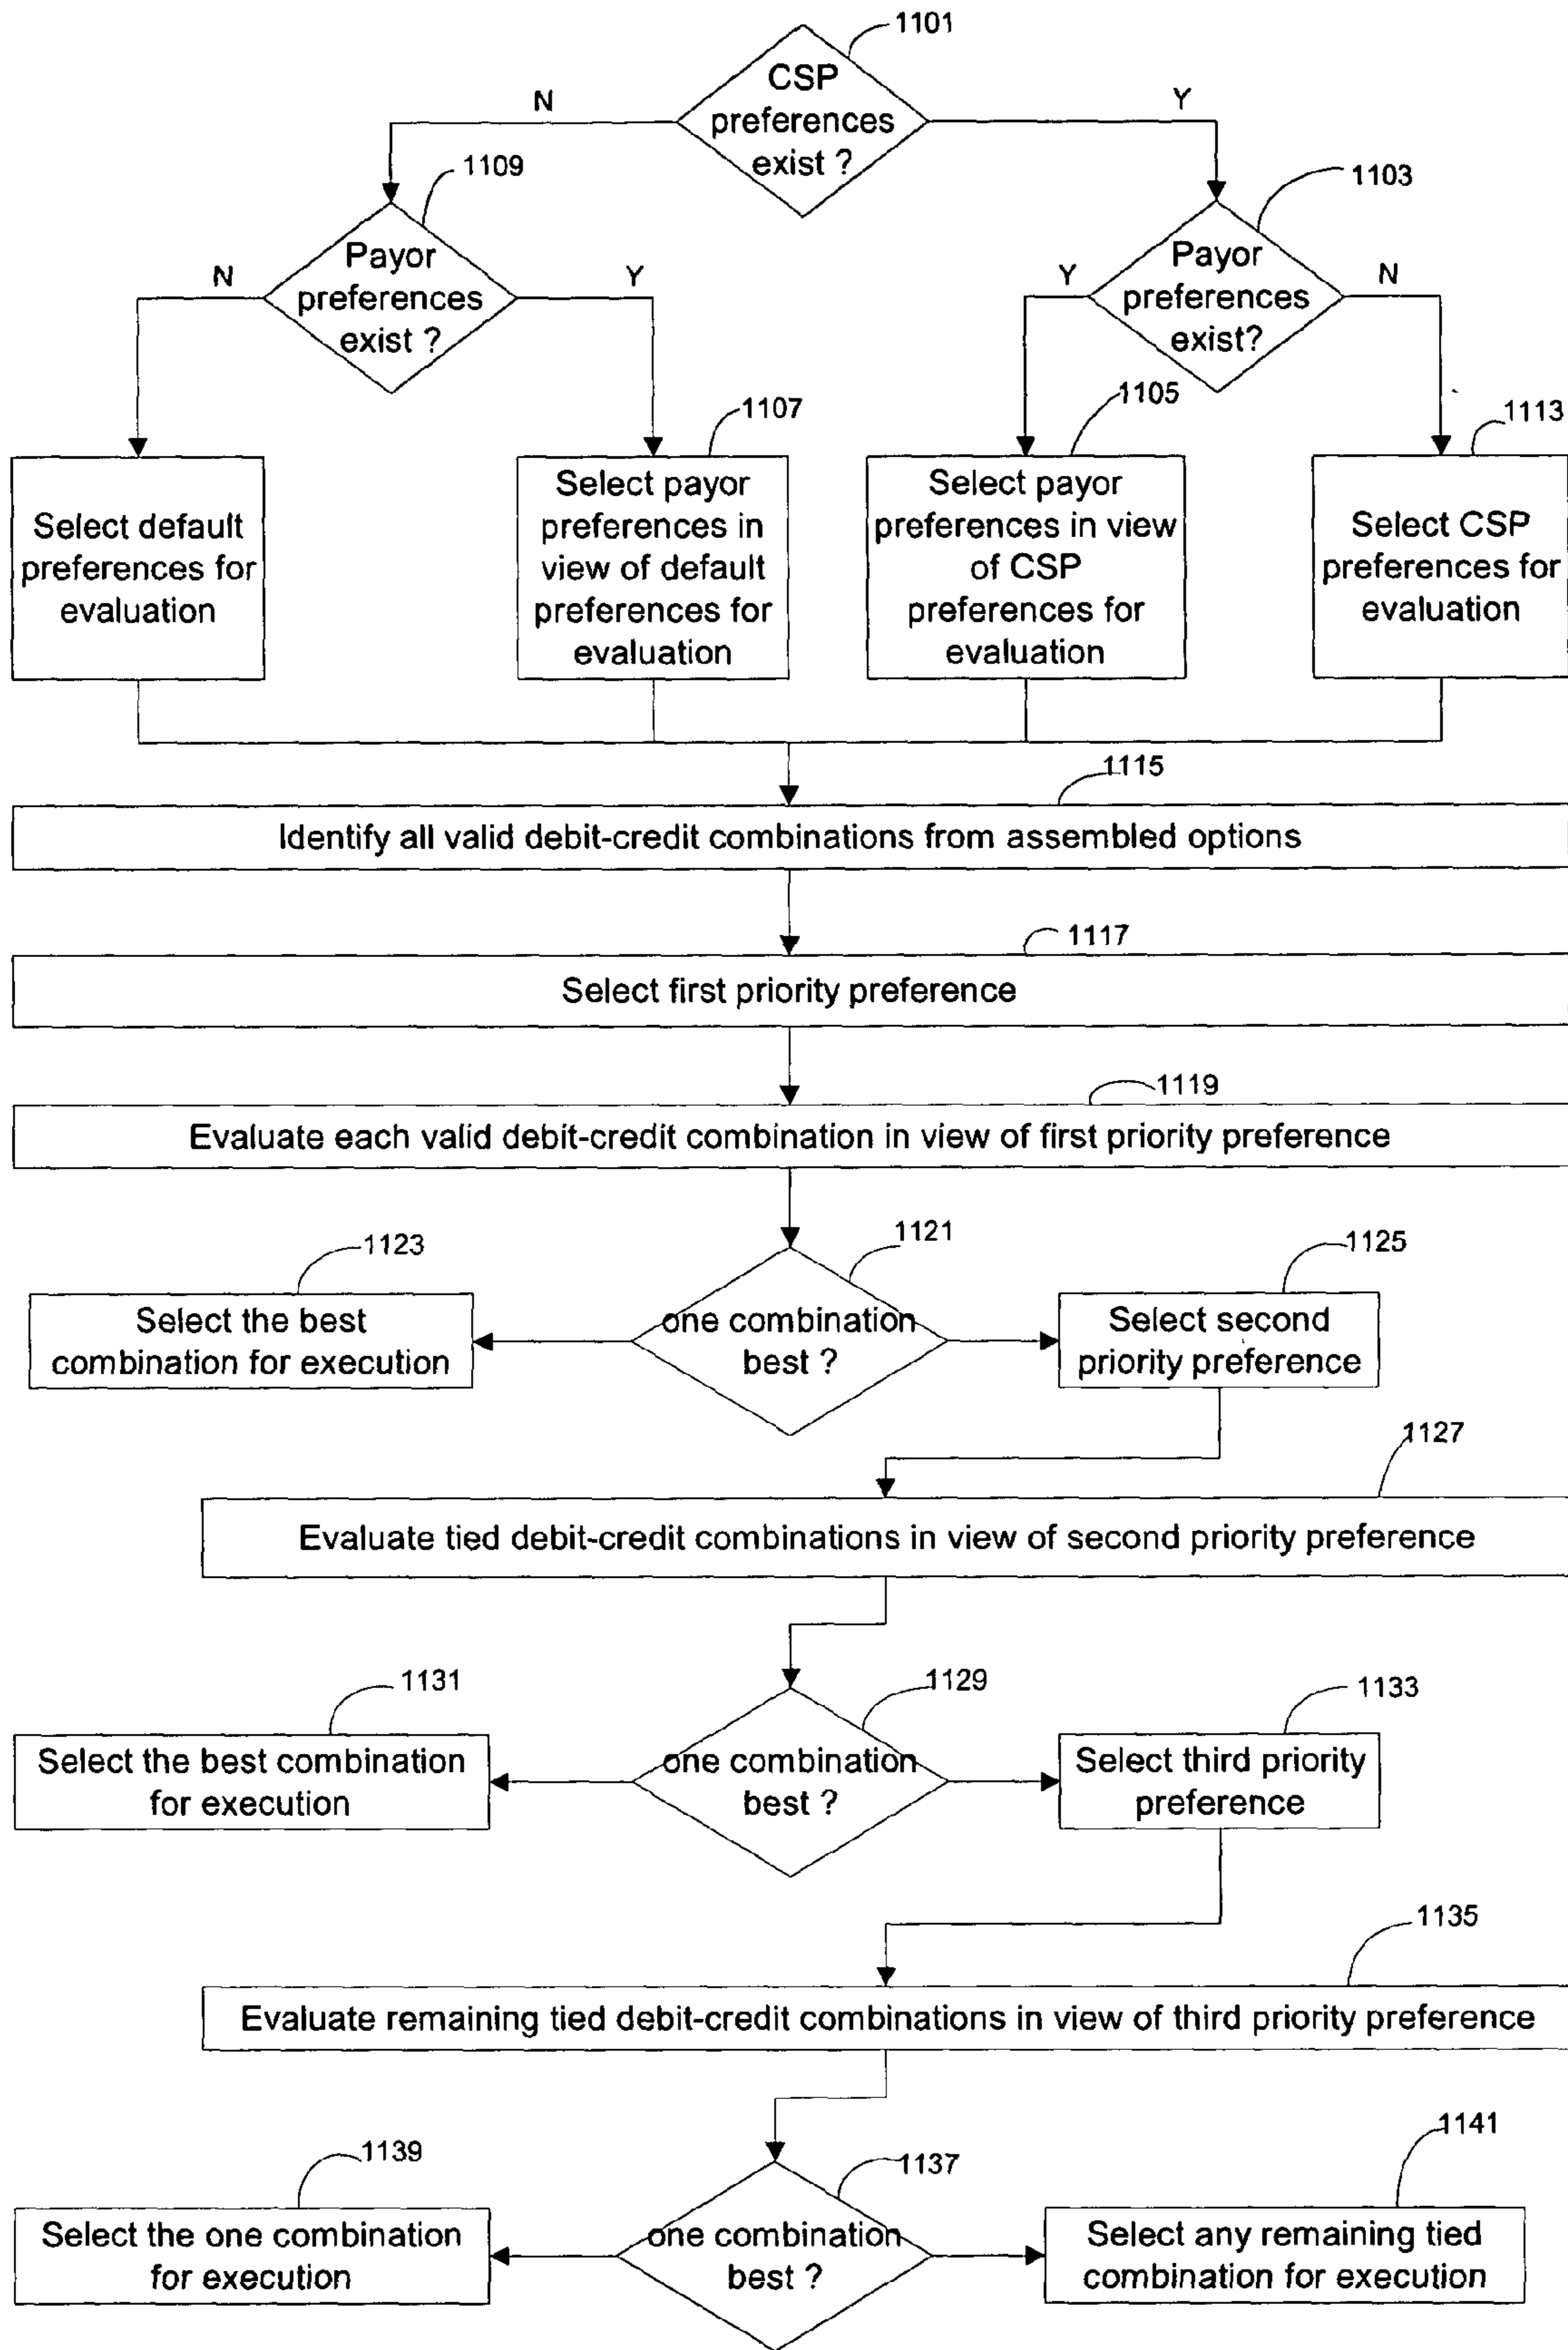 1101
CSP
preferences
exist ?
N
Y
1109
1103
Payor
preferences
exist ?
N
Y
Payor
preferences
exist?
Y
N
1107
1105
1113
Select default
preferences for
evaluation
Select payor
preferences in
view of default
preferences for
evaluation
Select payor
preferences in view
of CSP
preferences for
evaluation
Select CSP
preferences for
evaluation
1115
Identify all valid debit-credit combinations from assembled options
1117
Select first priority preference
1119
Evaluate each valid debit-credit combination in view of first priority preference
1123
1121
1125
Select the best
combination for execution
one combination
best ?
Select second
priority preference
1127
Evaluate tied debit-credit combinations in view of second priority preference
1131
1129
1133
Select the best combination
for execution
one combination
best ?
Select third priority
preference
1135
Evaluate remaining tied debit-credit combinations in view of third priority preference
1139
1137
1141
Select the one combination
for execution
one combination
best ?
Select any remaining tied
combination for execution